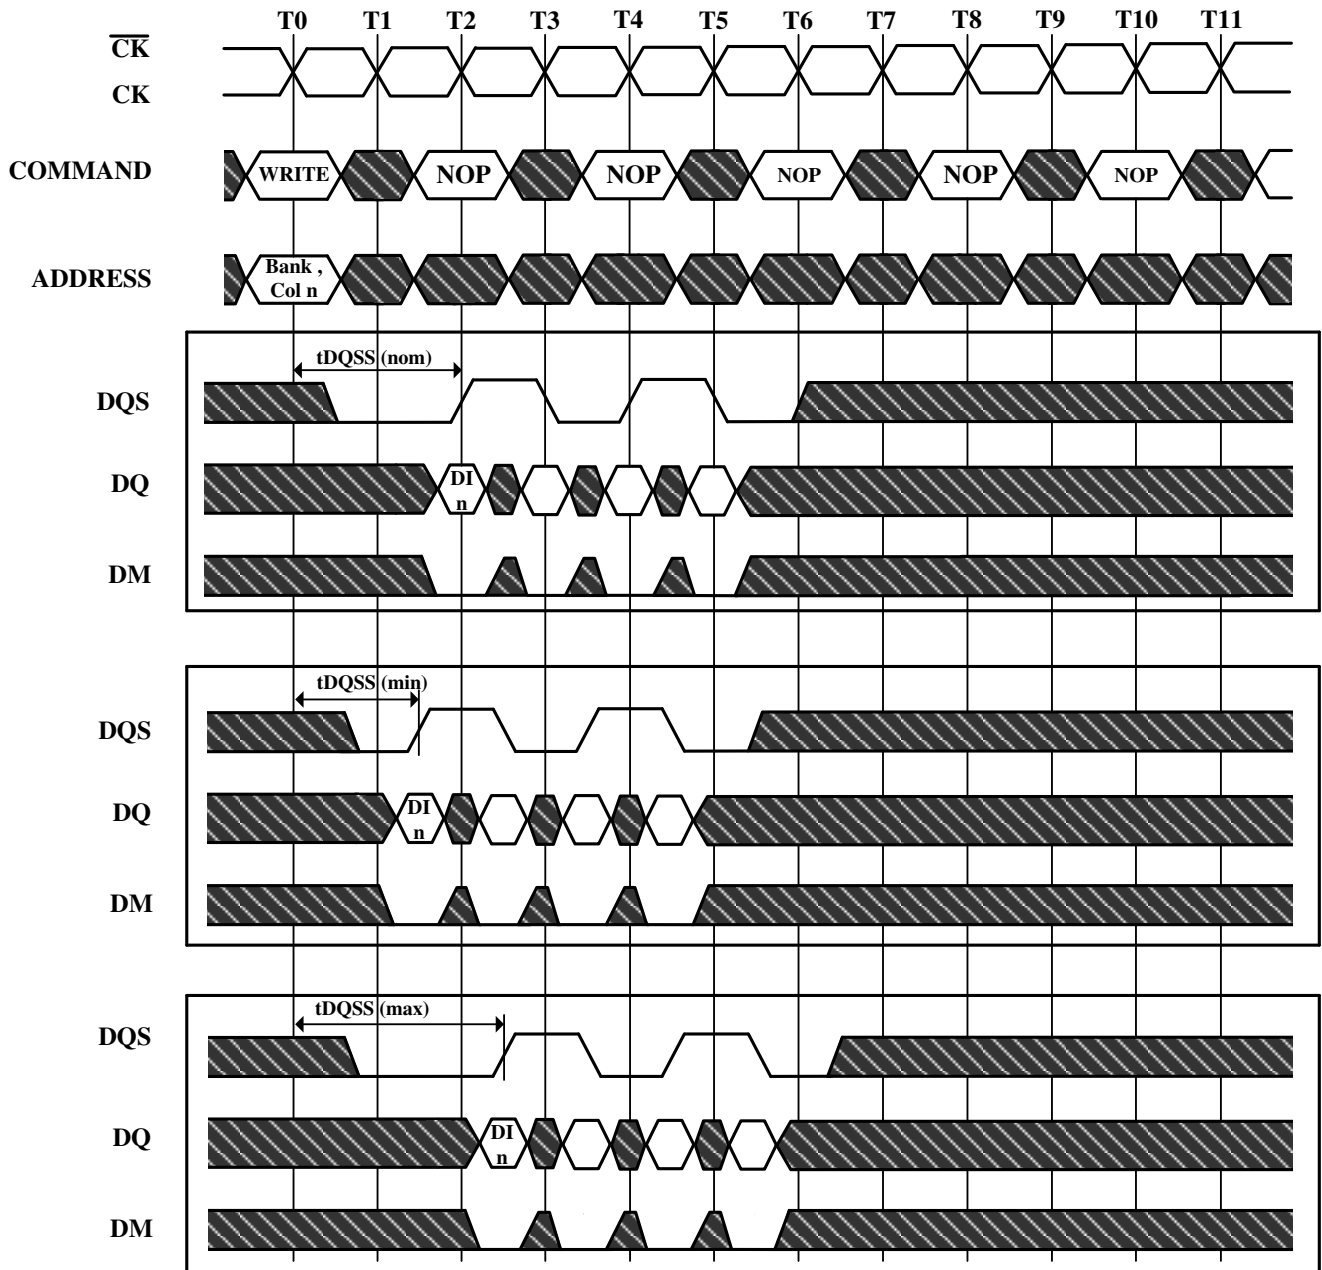 T0 T1 T2 T3 T4 T5 T6 T7 T8 T9 T10 T11
CK
CK
COMMAND WRITE NOP NOP NOP NOP NOP
ADDRESS Bank ,
Col n
tDQSS (nom)
DQS
DQ DI
n
DM
tDQSS (min)
DQS
DQ DI
n
DM
tDQSS (max)
DQS
DQ DI
n
DM